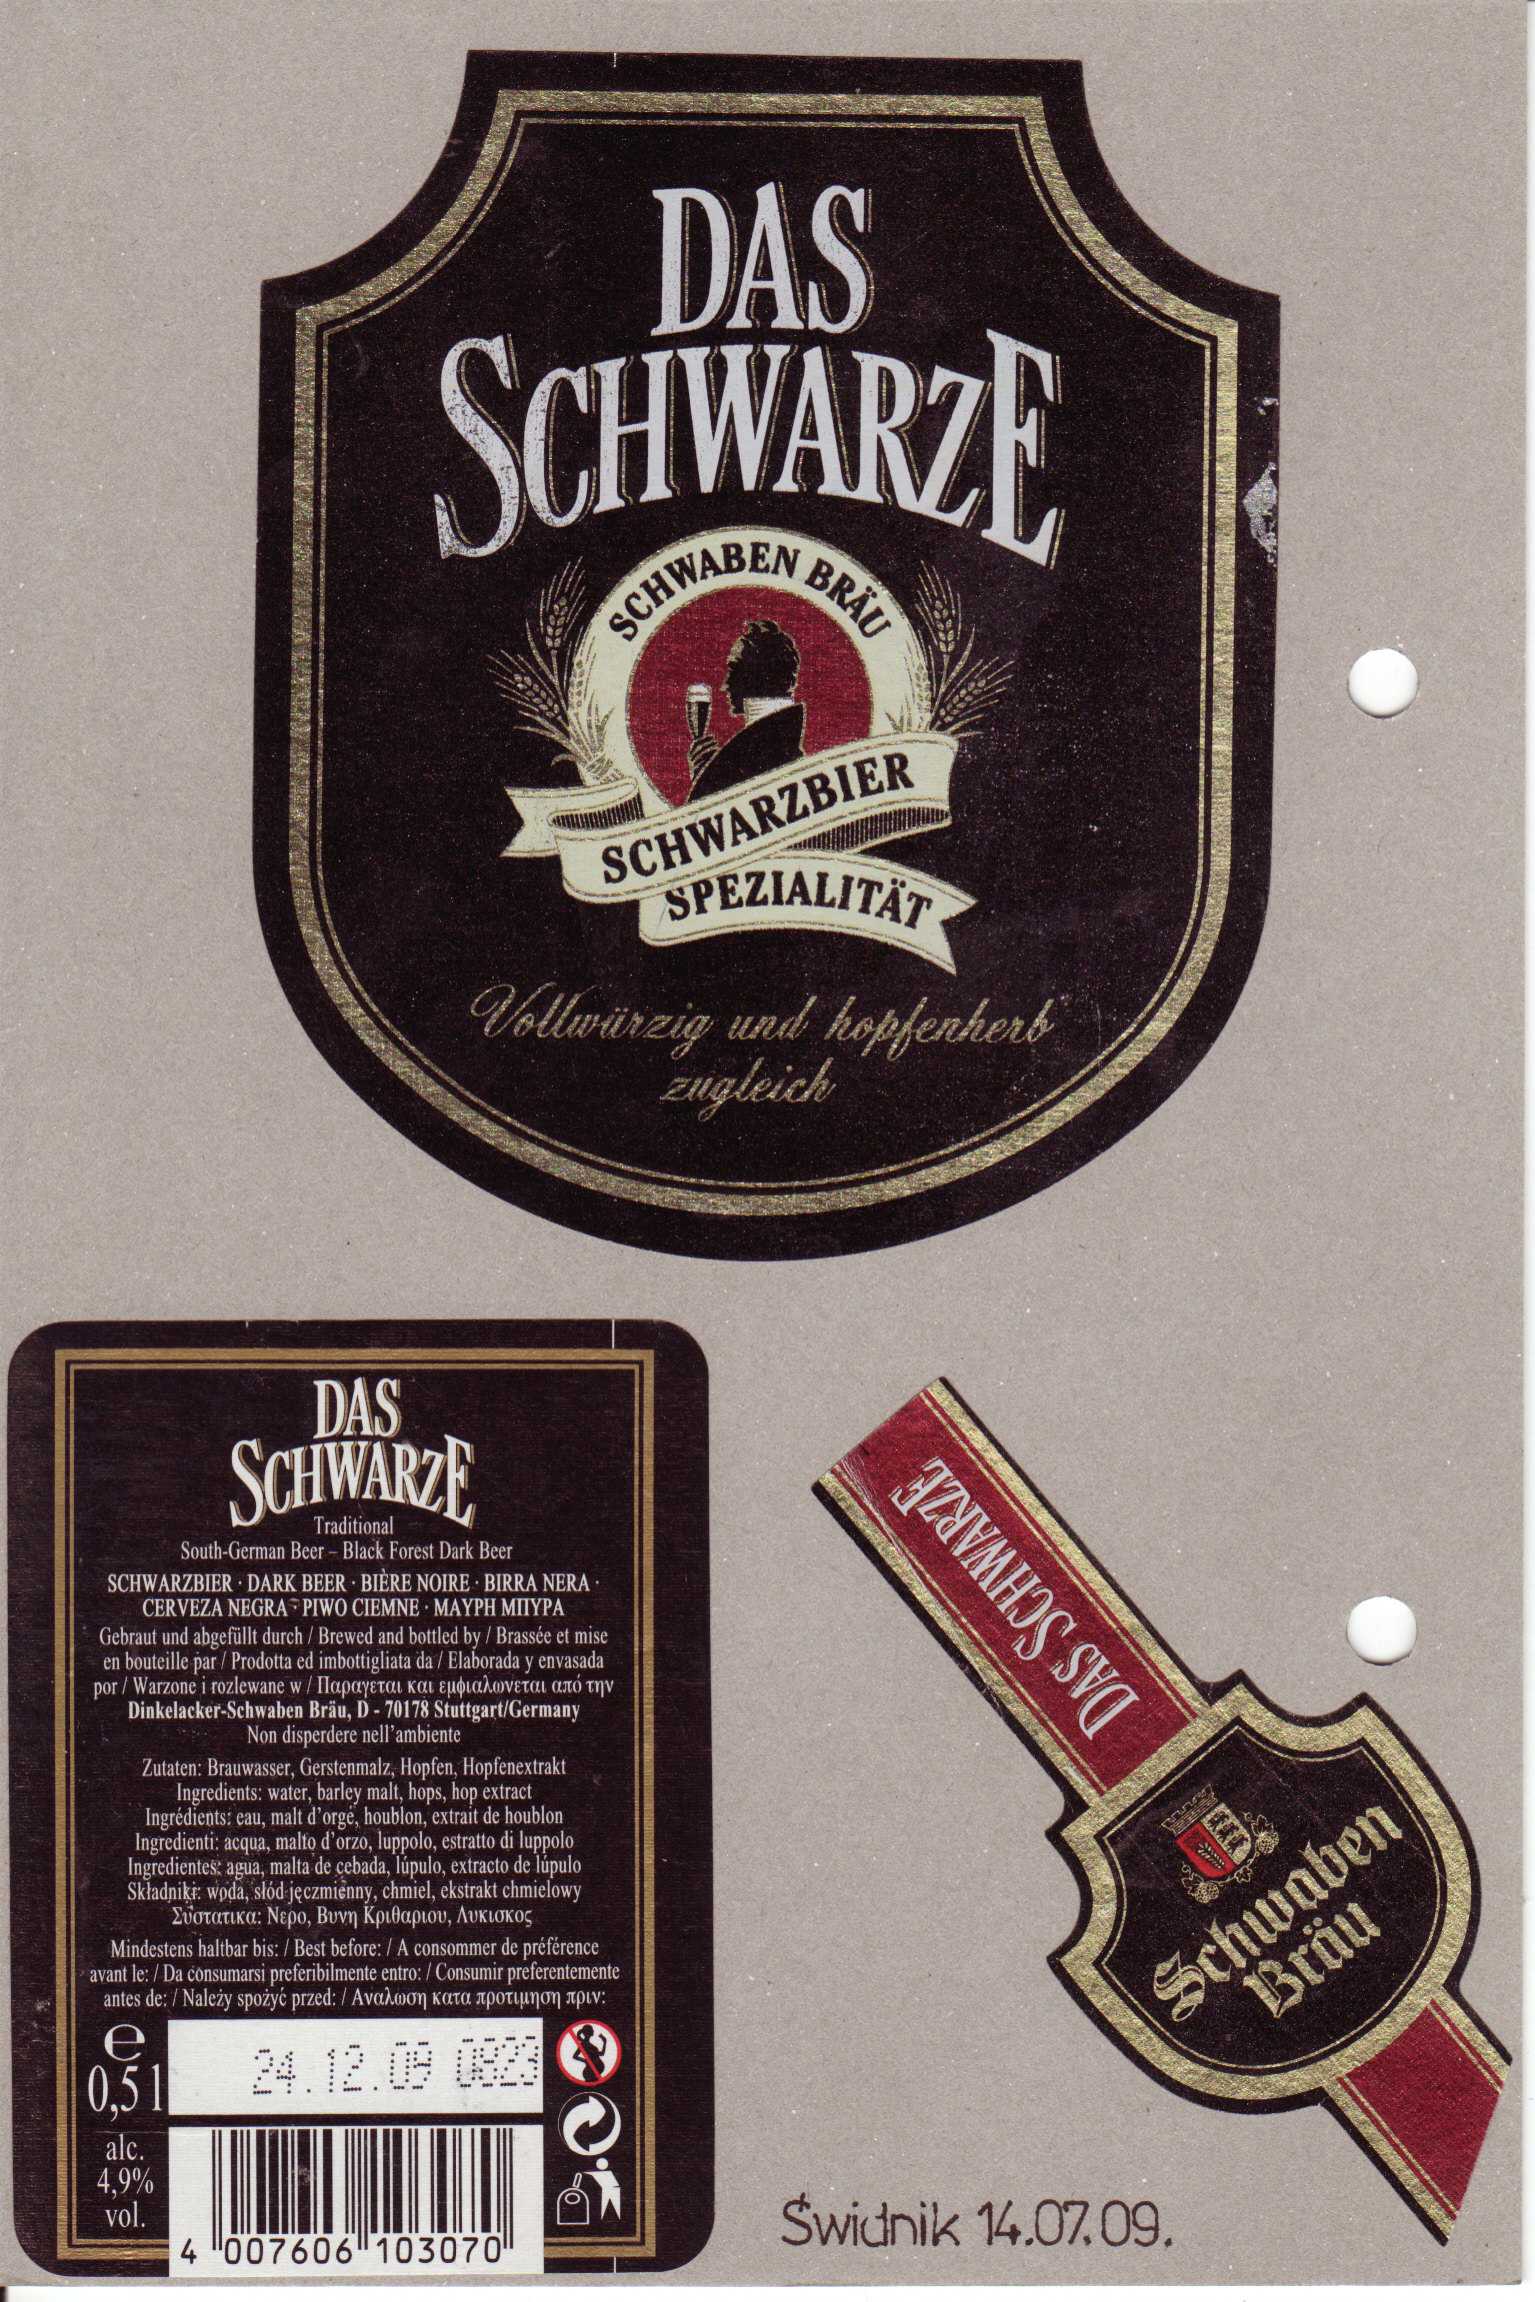 DAS
SCHWARZE
SCHWABEN BRÄU
SCHWARZBIER
SPEZIALITÄT
Vollwürzig und hopfenherb
zugleich
DAS
SCHWARZE
Traditional
South-German Beer – Black Forest Dark Beer
SCHWARZBIER · DARK BEER · BIÈRE NOIRE · BIRRA NERA ·
CERVEZA NEGRA · PIWO CIEMNE · ΜΑΥΡΗ ΜΠΥΡΑ
Gebraut und abgefüllt durch / Brewed and bottled by / Brassée et mise
en bouteille par / Prodotta ed imbottigliata da / Elaborada y envasada
por / Warzone i rozlewane w / Παραγεται και εμφιαλωνεται από την
Dinkelacker-Schwaben Bräu, D - 70178 Stuttgart/Germany
Non disperdere nell'ambiente
Zutaten: Brauwasser, Gerstenmalz, Hopfen, Hopfenextrakt
Ingredients: water, barley malt, hops, hop extract
Ingrédients: eau, malt d'orge, houblon, extrait de houblon
Ingredienti: acqua, malto d'orzo, luppolo, estratto di luppolo
Ingredientes: agua, malta de cebada, lúpulo, extracto de lúpulo
Składniki: woda, słód jęczmienny, chmiel, ekstrakt chmielowy
Συστατικα: Νερο, Βυνη Κριθαριου, Λυκισκος
Mindestens haltbar bis: / Best before: / A consommer de préférence
avant le: / Da consumarsi preferibilmente entro: / Consumir preferentemente
antes de: / Należy spożyć przed: / Αναλωση κατα προτιμηση πριν:
e
0,5 l
24.12.09 0823
alc.
4,9%
vol.
4 007606 103070
DAS SCHWARZE
Schwaben
Bräu
Świdnik 14.07.09.